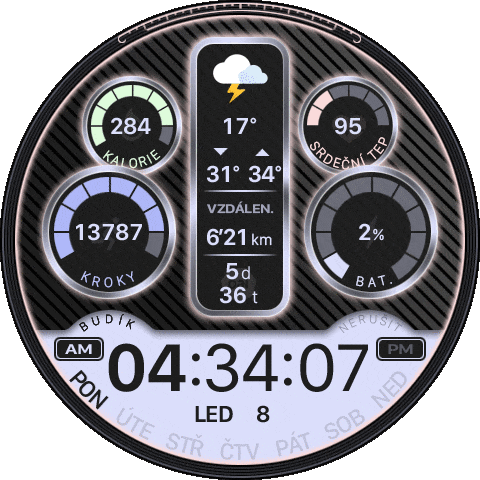 284
KALORIE
13787
KROKY
17°
31° 34°
VZDÁLEN.
6'21 km
5 d
36 t
95
SRDEČNÍ TEP
2%
BAT.
BUDÍK
NERUŠIT
AM
04:34:07
PM
LED 8
PON ÚTE STŘ ČTV PÁT SOB NED